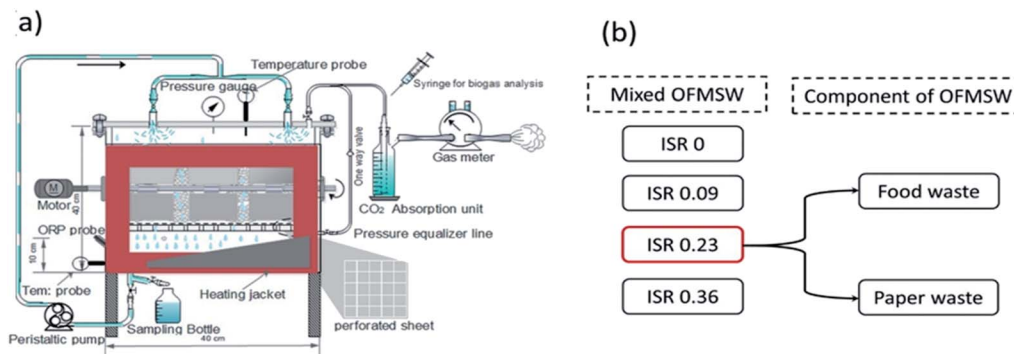 a)
Temperature probe
Pressure gauge
Syringe for biogas analysis
One way valve
Gas meter
40 cm
M
Motor
CO₂ Absorption unit
ORP probe
Pressure equalizer line
10 cm
Tem: probe
Heating jacket
perforated sheet
Sampling Bottle
Peristaltic pump
40 cm
(b)
Mixed OFMSW
Component of OFMSW
ISR 0
ISR 0.09
Food waste
ISR 0.23
ISR 0.36
Paper waste